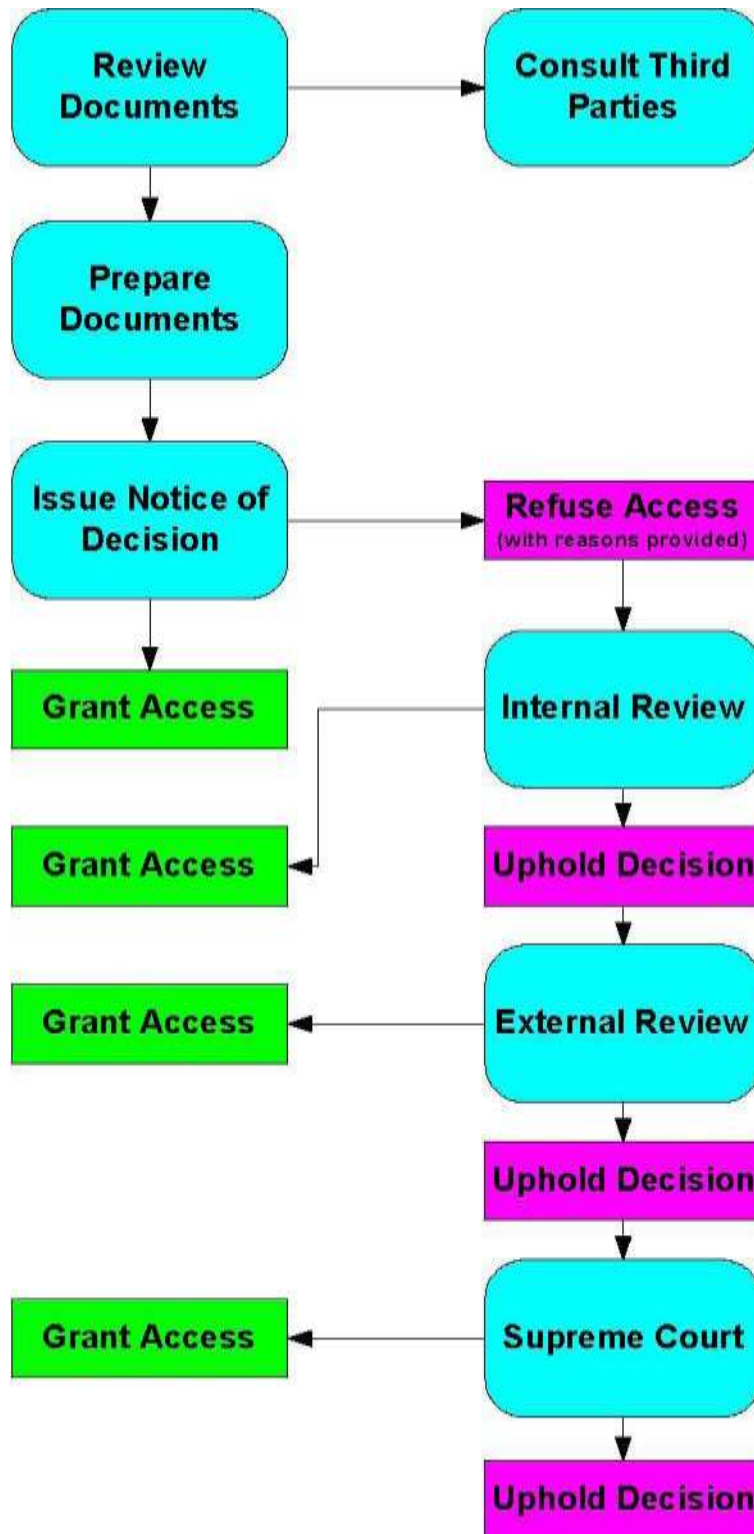 Review
Documents
Consult Third
Parties
Prepare
Documents
Issue Notice of
Decision
Refuse Access
(with reasons provided)
Grant Access
Internal Review
Grant Access
Uphold Decision
Grant Access
External Review
Uphold Decision
Grant Access
Supreme Court
Uphold Decision